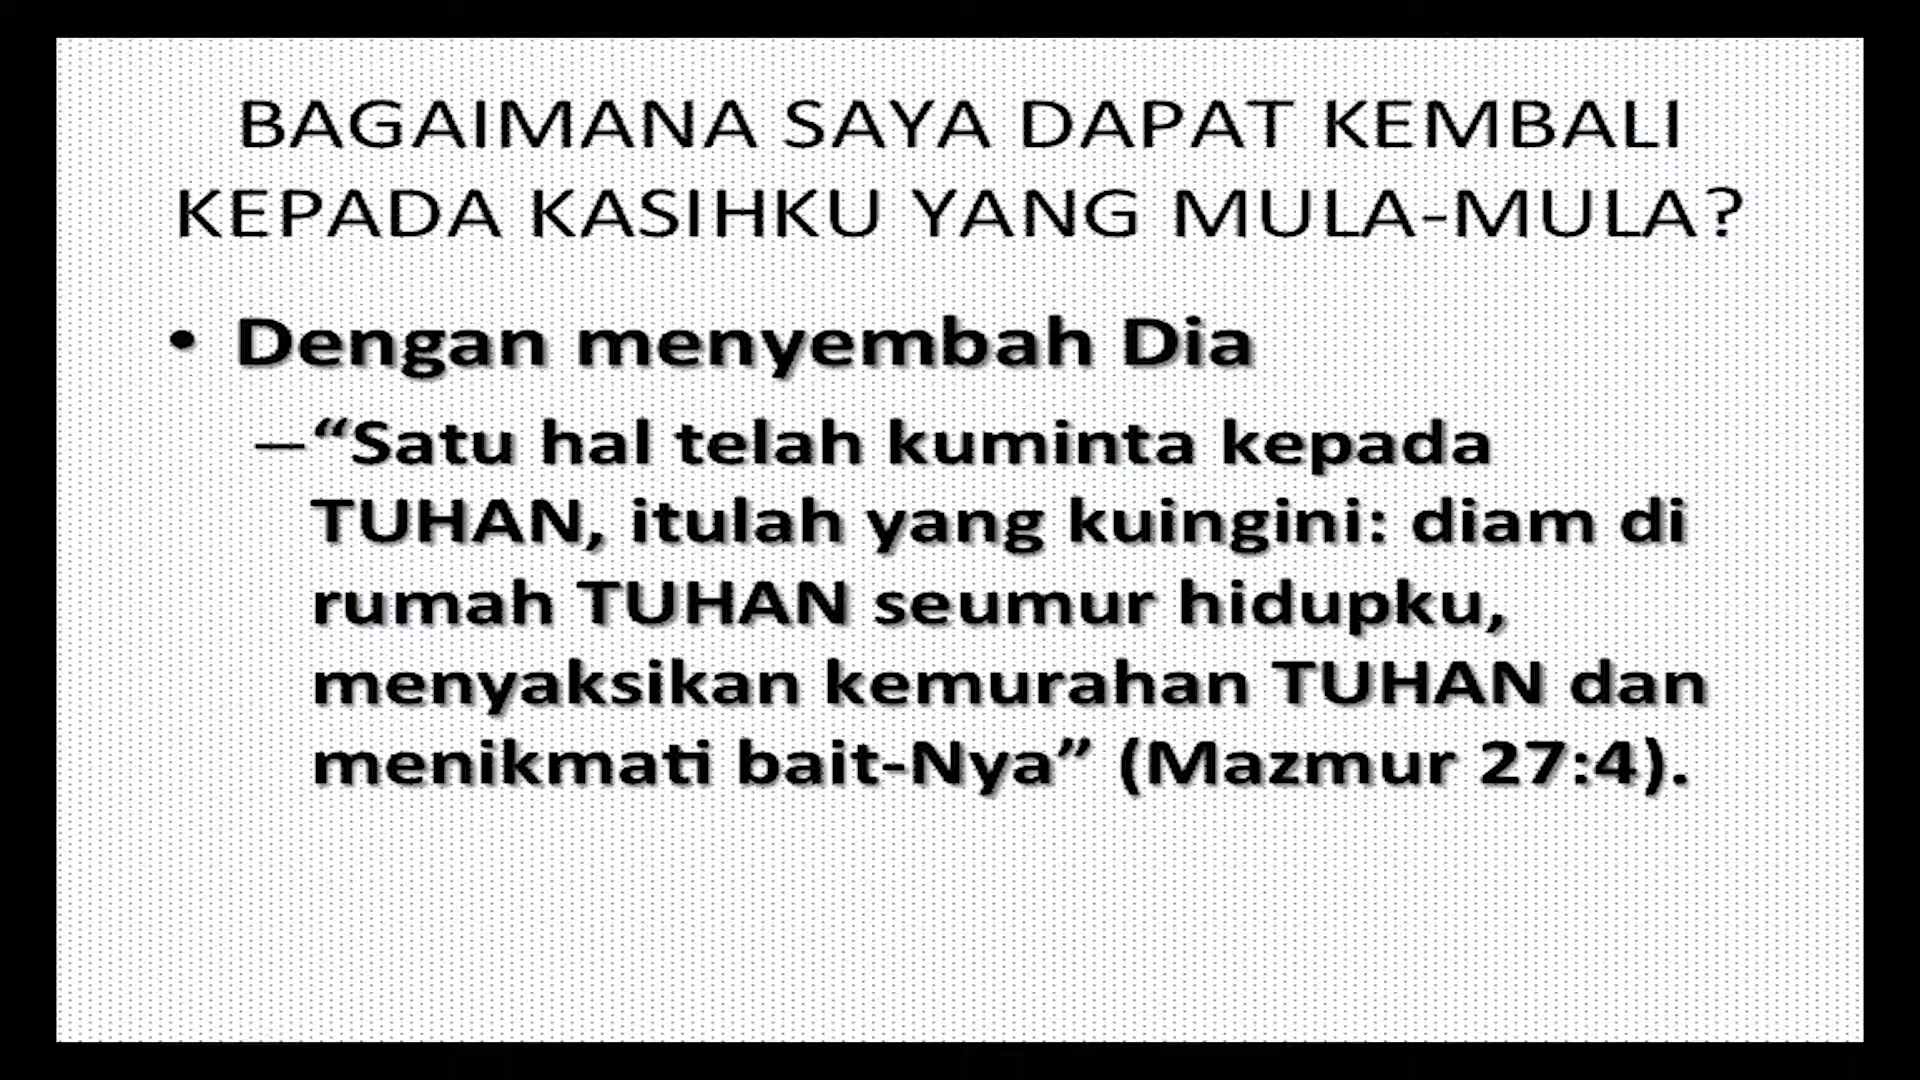 BAGAIMANA SAYA DAPAT KEMBALI
KEPADA KASIHKU YANG MULA-MULA?
• Dengan menyembah Dia
–“Satu hal telah kuminta kepada
TUHAN, itulah yang kuingini: diam di
rumah TUHAN seumur hidupku,
menyaksikan kemurahan TUHAN dan
menikmati bait-Nya” (Mazmur 27:4).